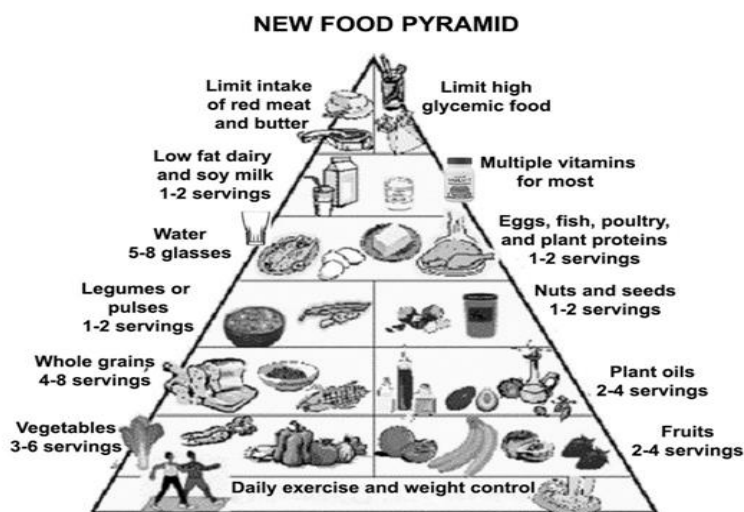 NEW FOOD PYRAMID
Limit intake
of red meat
and butter
Limit high
glycemic food
Low fat dairy
and soy milk
1-2 servings
Multiple vitamins
for most
Water
5-8 glasses
Eggs, fish, poultry,
and plant proteins
1-2 servings
Legumes or
pulses
1-2 servings
Nuts and seeds
1-2 servings
Whole grains
4-8 servings
Plant oils
2-4 servings
Vegetables
3-6 servings
Fruits
2-4 servings
Daily exercise and weight control